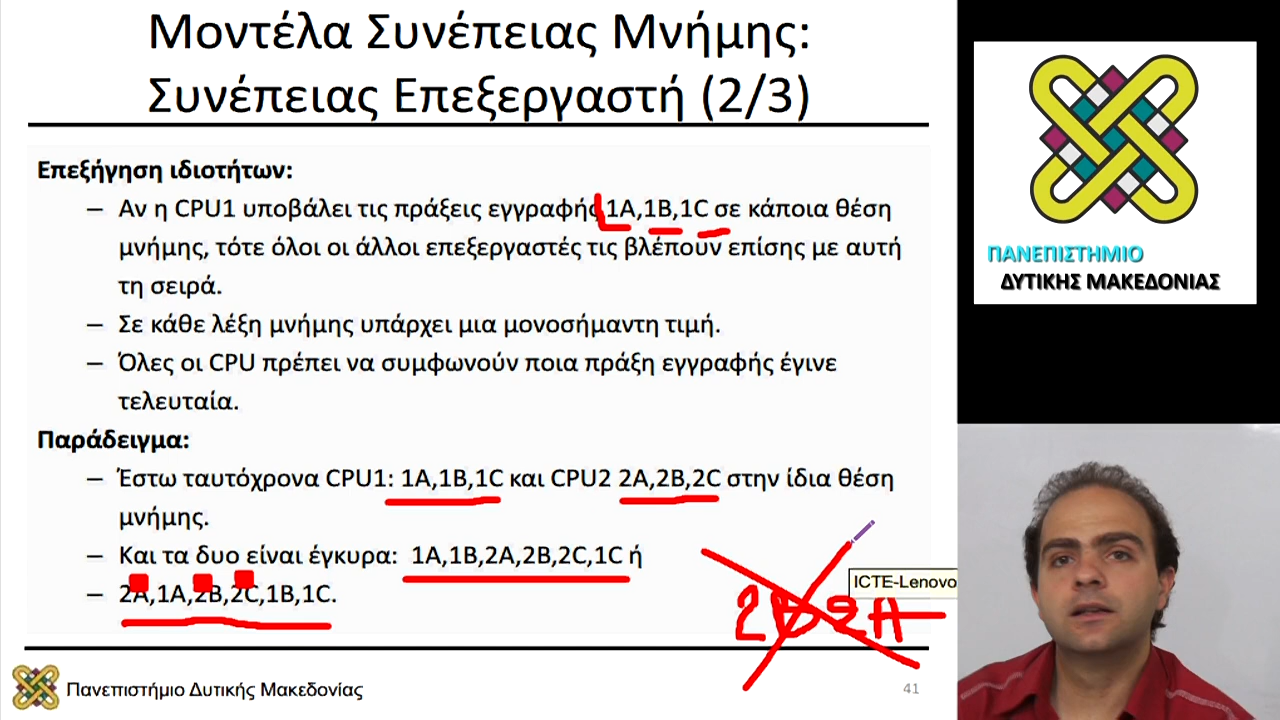 Μοντέλα Συνέπειας Μνήμης:
Συνέπειας Επεξεργαστή (2/3)
Επεξήγηση ιδιοτήτων:
– Αν η CPU1 υποβάλει τις πράξεις εγγραφής 1A,1B,1C σε κάποια θέση
μνήμης, τότε όλοι οι άλλοι επεξεργαστές τις βλέπουν επίσης με αυτή
τη σειρά.
– Σε κάθε λέξη μνήμης υπάρχει μια μονοσήμαντη τιμή.
– Όλες οι CPU πρέπει να συμφωνούν ποια πράξη εγγραφής έγινε
τελευταία.
Παράδειγμα:
– Έστω ταυτόχρονα CPU1: 1A,1B,1C και CPU2 2A,2B,2C στην ίδια θέση
μνήμης.
– Και τα δυο είναι έγκυρα: 1A,1B,2A,2B,2C,1C ή
– 2A,1A,2B,2C,1B,1C.
2B 2A
ICTE-Lenovo
Πανεπιστήμιο Δυτικής Μακεδονίας
41
ΠΑΝΕΠΙΣΤΗΜΙΟ
ΔΥΤΙΚΗΣ ΜΑΚΕΔΟΝΙΑΣ